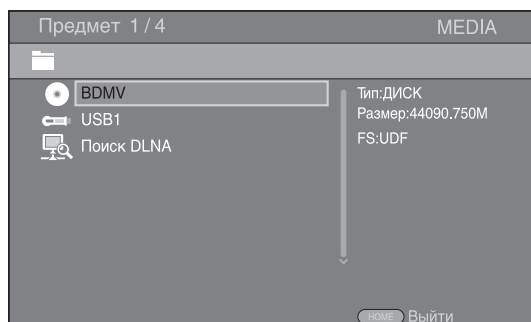 Предмет 1/4
MEDIA
BDMV
USB1
Поиск DLNA
Тип:ДИСК
Размер:44090.750M
FS:UDF
HOME Выйти